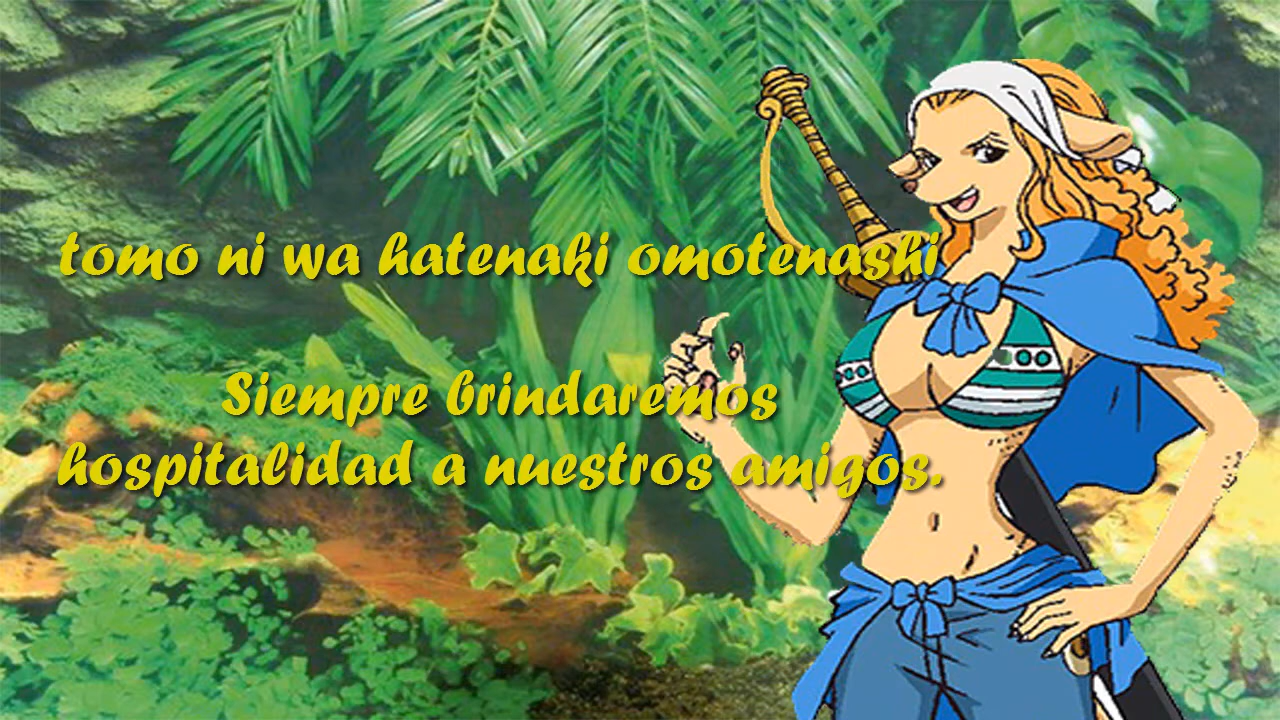 tomo ni wa hatenaki omotenashi
Siempre brindaremos
hospitalidad a nuestros amigos.